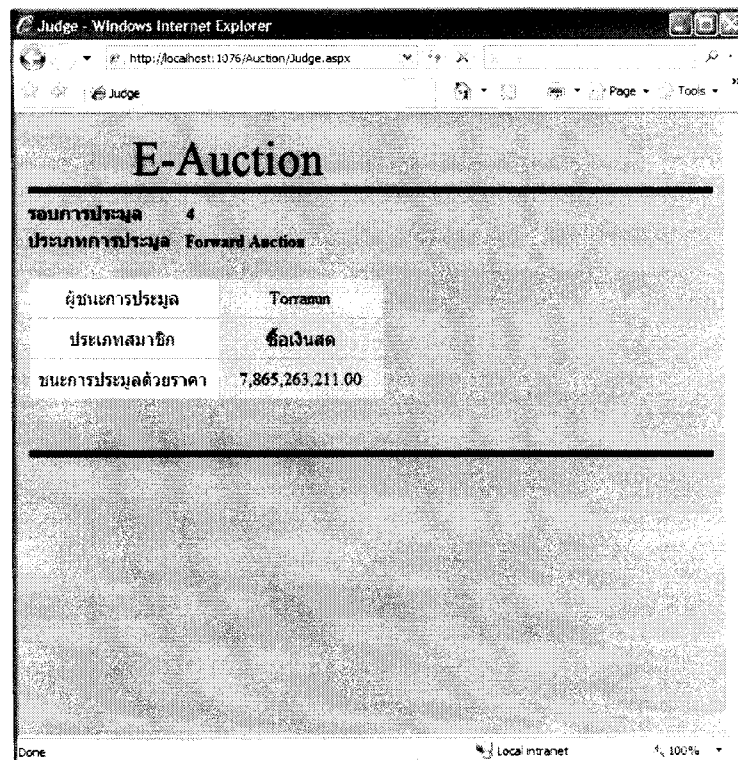 Judge - Windows Internet Explorer
http://localhost:1076/Auction/Judge.aspx
Judge Page Tools
E-Auction
รอบการประมูล 4
ประเภทการประมูล Forward Auction
ผู้ชนะการประมูล Torranun
ประเภทสมาชิก ซื้อเงินสด
ชนะการประมูลด้วยราคา 7,865,263,211.00
Done Local intranet 100%